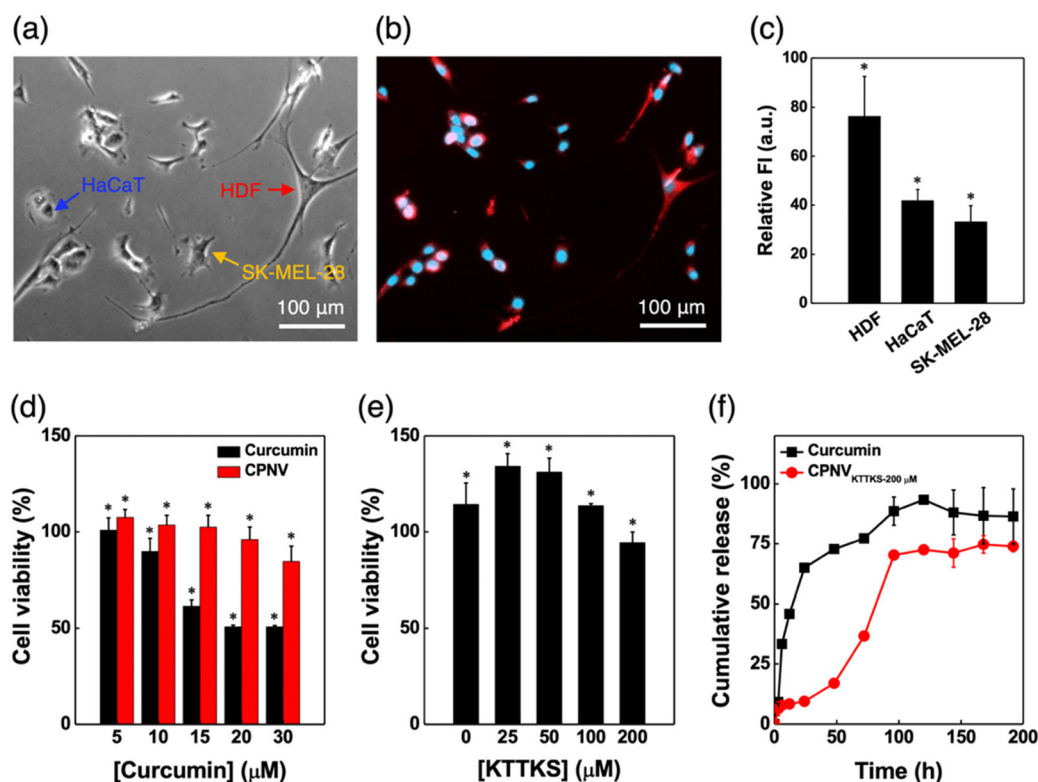 (a)
HaCaT
HDF
SK-MEL-28
100 μm
(b)
100 μm
(c)
Relative FI (a.u.)
100
80
60
40
20
0
*
*
*
HDF
HaCaT
SK-MEL-28
(d)
Cell viability (%)
150
100
50
0
Curcumin
CPNV
* * * * * * * * * *
5 10 15 20 30
[Curcumin] (μM)
(e)
Cell viability (%)
150
100
50
0
* * * * *
0 25 50 100 200
[KTTKS] (μM)
(f)
Cumulative release (%)
100
75
50
25
0
Curcumin
CPNV KTTKS-200 μM
0 50 100 150 200
Time (h)